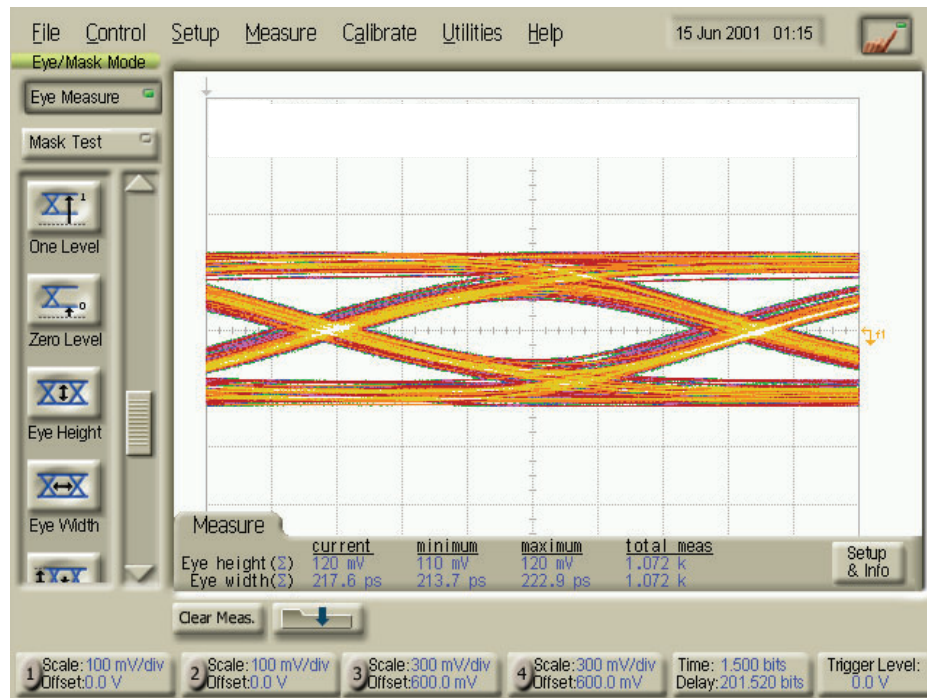 File Control Setup Measure Calibrate Utilities Help 15 Jun 2001 01:15
Eye/Mask Mode
Eye Measure
Mask Test
1
One Level
0
Zero Level
Eye Height
Eye Width
f1
Measure
current minimum maximum total meas
Eye height(Σ) 120 mV 110 mV 120 mV 1.072 k
Eye width(Σ) 217.6 ps 213.7 ps 222.9 ps 1.072 k
Setup
& Info
Clear Meas.
1 Scale:100 mV/div
Offset:0.0 V
2 Scale:100 mV/div
Offset:0.0 V
3 Scale:300 mV/div
Offset:600.0 mV
4 Scale:300 mV/div
Offset:600.0 mV
Time: 1.500 bits
Delay:201.520 bits
Trigger Level:
0.0 V